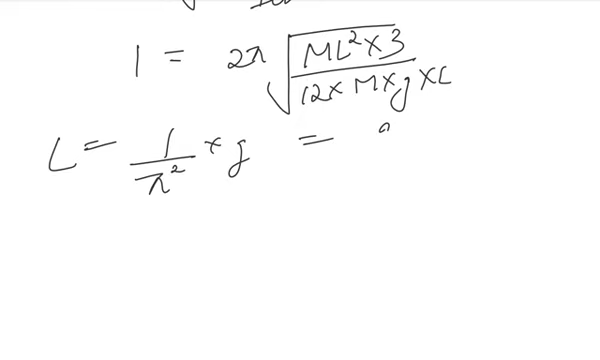 1 = 2π √(ML²×3 / 12×M×g×L)
L = 1/π² × g =